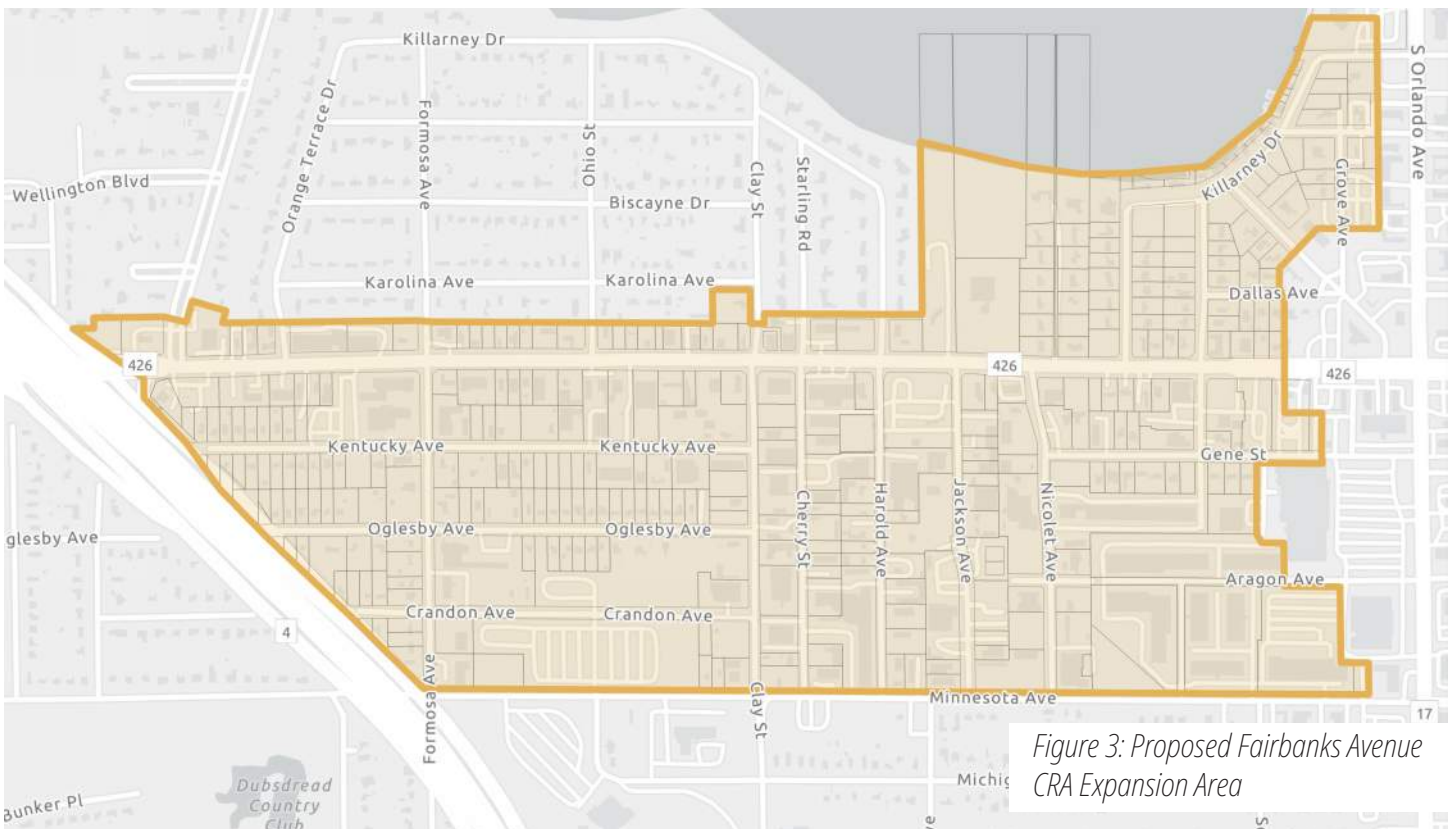 Killarney Dr
S Orlando Ave
Orange Terrace Dr
Formosa Ave
Ohio St
Clay St
Starling Rd
Wellington Blvd
Biscayne Dr
Killarney Dr
Grove Ave
Karolina Ave
Karolina Ave
Dallas Ave
426
426
426
Kentucky Ave
Kentucky Ave
Gene St
Cherry St
Harold Ave
Jackson Ave
Nicolet Ave
glesby Ave
Oglesby Ave
Oglesby Ave
Aragon Ave
Crandon Ave
Crandon Ave
4
Formosa Ave
Clay St
Minnesota Ave
17
Figure 3: Proposed Fairbanks Avenue
CRA Expansion Area
Michig
Dubsdread
Country
Club
Bunker Pl
ve
So